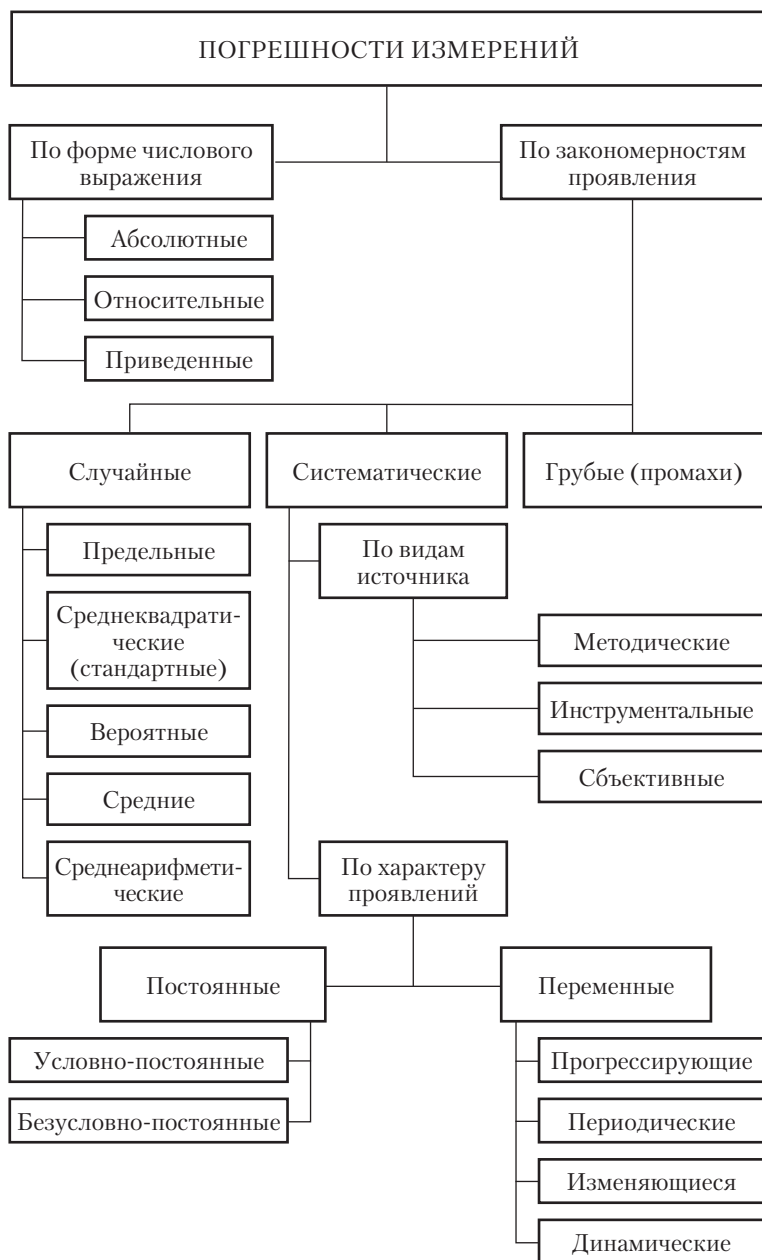 ПОГРЕШНОСТИ ИЗМЕРЕНИЙ
По форме числового
выражения
По закономерностям
проявления
Абсолютные
Относительные
Приведенные
Случайные
Систематические
Грубые (промахи)
Предельные
Среднеквадрати-
ческие
(стандартные)
Вероятные
Средние
Среднеарифмети-
ческие
По видам
источника
Методические
Инструментальные
Сбъективные
По характеру
проявлений
Постоянные
Переменные
Условно-постоянные
Безусловно-постоянные
Прогрессирующие
Периодические
Изменяющиеся
Динамические